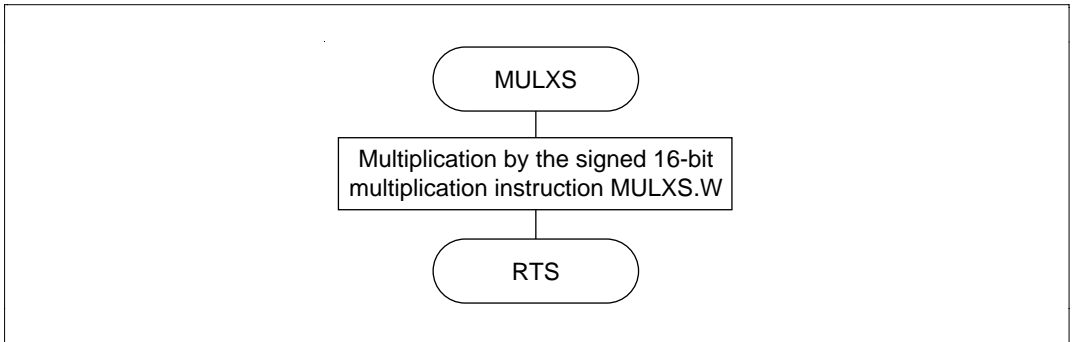 MULXS
Multiplication by the signed 16-bit
multiplication instruction MULXS.W
RTS